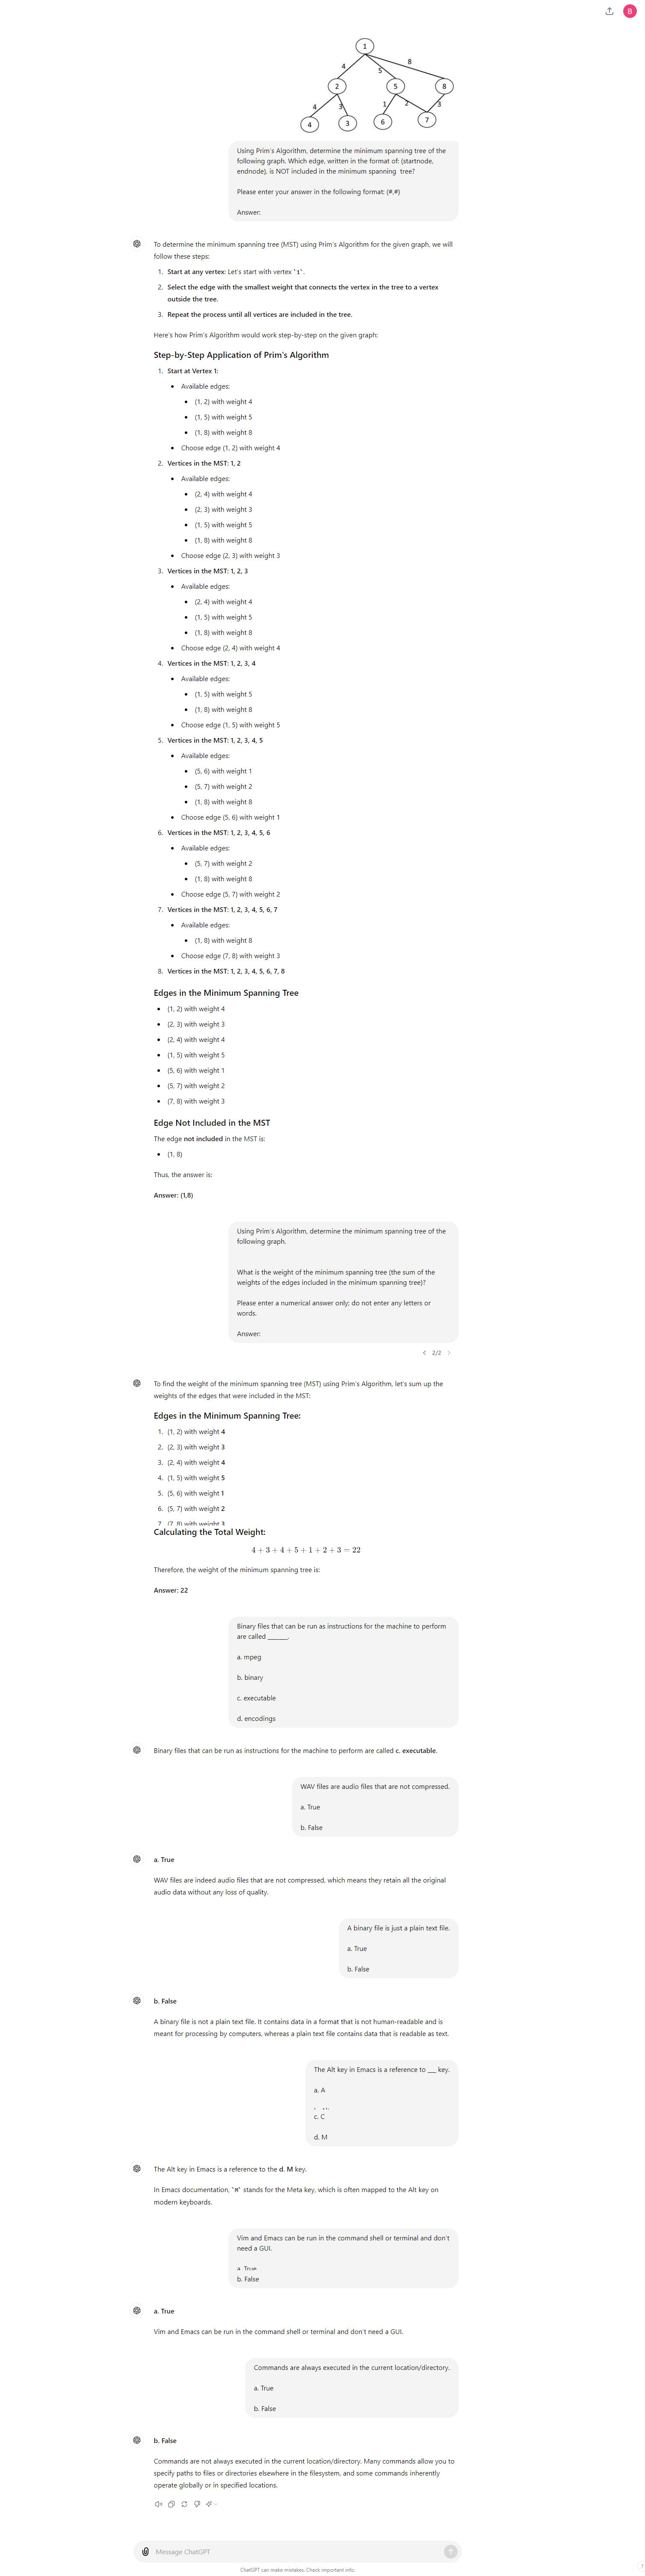 B
1
4
5
8
2
5
8
4
3
1
2
3
4
3
6
7
Using Prim's Algorithm, determine the minimum spanning tree of the
following graph. Which edge, written in the format of: (startnode,
endnode), is NOT included in the minimum spanning tree?
Please enter your answer in the following format: (#,#)
Answer:
To determine the minimum spanning tree (MST) using Prim's Algorithm for the given graph, we will
follow these steps:
1. Start at any vertex: Let's start with vertex `1`.
2. Select the edge with the smallest weight that connects the vertex in the tree to a vertex
outside the tree.
3. Repeat the process until all vertices are included in the tree.
Here's how Prim's Algorithm would work step-by-step on the given graph:
Step-by-Step Application of Prim's Algorithm
1. Start at Vertex 1:
• Available edges:
• (1, 2) with weight 4
• (1, 5) with weight 5
• (1, 8) with weight 8
• Choose edge (1, 2) with weight 4
2. Vertices in the MST: 1, 2
• Available edges:
• (2, 4) with weight 4
• (2, 3) with weight 3
• (1, 5) with weight 5
• (1, 8) with weight 8
• Choose edge (2, 3) with weight 3
3. Vertices in the MST: 1, 2, 3
• Available edges:
• (2, 4) with weight 4
• (1, 5) with weight 5
• (1, 8) with weight 8
• Choose edge (2, 4) with weight 4
4. Vertices in the MST: 1, 2, 3, 4
• Available edges:
• (1, 5) with weight 5
• (1, 8) with weight 8
• Choose edge (1, 5) with weight 5
5. Vertices in the MST: 1, 2, 3, 4, 5
• Available edges:
• (5, 6) with weight 1
• (5, 7) with weight 2
• (1, 8) with weight 8
• Choose edge (5, 6) with weight 1
6. Vertices in the MST: 1, 2, 3, 4, 5, 6
• Available edges:
• (5, 7) with weight 2
• (1, 8) with weight 8
• Choose edge (5, 7) with weight 2
7. Vertices in the MST: 1, 2, 3, 4, 5, 6, 7
• Available edges:
• (1, 8) with weight 8
• Choose edge (7, 8) with weight 3
8. Vertices in the MST: 1, 2, 3, 4, 5, 6, 7, 8
Edges in the Minimum Spanning Tree
• (1, 2) with weight 4
• (2, 3) with weight 3
• (2, 4) with weight 4
• (1, 5) with weight 5
• (5, 6) with weight 1
• (5, 7) with weight 2
• (7, 8) with weight 3
Edge Not Included in the MST
The edge not included in the MST is:
• (1, 8)
Thus, the answer is:
Answer: (1,8)
Using Prim's Algorithm, determine the minimum spanning tree of the
following graph.
What is the weight of the minimum spanning tree (the sum of the
weights of the edges included in the minimum spanning tree)?
Please enter a numerical answer only; do not enter any letters or
words.
Answer:
2/2
To find the weight of the minimum spanning tree (MST) using Prim's Algorithm, let's sum up the
weights of the edges that were included in the MST:
Edges in the Minimum Spanning Tree:
1. (1, 2) with weight 4
2. (2, 3) with weight 3
3. (2, 4) with weight 4
4. (1, 5) with weight 5
5. (5, 6) with weight 1
6. (5, 7) with weight 2
7. (7, 8) with weight 3
Calculating the Total Weight:
4 + 3 + 4 + 5 + 1 + 2 + 3 = 22
Therefore, the weight of the minimum spanning tree is:
Answer: 22
Binary files that can be run as instructions for the machine to perform
are called ______.
a. mpeg
b. binary
c. executable
d. encodings
Binary files that can be run as instructions for the machine to perform are called c. executable.
WAV files are audio files that are not compressed.
a. True
b. False
a. True
WAV files are indeed audio files that are not compressed, which means they retain all the original
audio data without any loss of quality.
A binary file is just a plain text file.
a. True
b. False
b. False
A binary file is not a plain text file. It contains data in a format that is not human-readable and is
meant for processing by computers, whereas a plain text file contains data that is readable as text.
The Alt key in Emacs is a reference to ___ key.
a. A
c. C
d. M
The Alt key in Emacs is a reference to the d. M key.
In Emacs documentation, `M` stands for the Meta key, which is often mapped to the Alt key on
modern keyboards.
Vim and Emacs can be run in the command shell or terminal and don't
need a GUI.
a. True
b. False
a. True
Vim and Emacs can be run in the command shell or terminal and don't need a GUI.
Commands are always executed in the current location/directory.
a. True
b. False
b. False
Commands are not always executed in the current location/directory. Many commands allow you to
specify paths to files or directories elsewhere in the filesystem, and some commands inherently
operate globally or in specified locations.
Message ChatGPT
ChatGPT can make mistakes. Check important info.
?